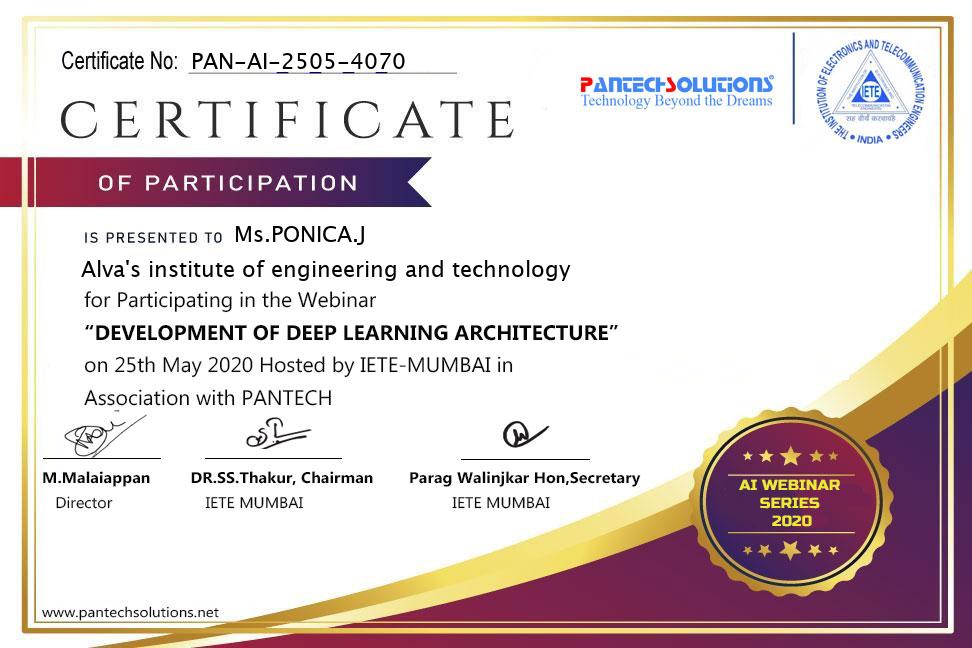 Certificate No: PAN-AI-2505-4070
PANTECHSOLUTIONS®
Technology Beyond the Dreams
THE INSTITUTION OF ELECTRONICS AND TELECOMMUNICATION ENGINEERS
IETE
सह वीर्यं करवावहै
• INDIA •
CERTIFICATE
OF PARTICIPATION
IS PRESENTED TO Ms.PONICA.J
Alva's institute of engineering and technology
for Participating in the Webinar
“DEVELOPMENT OF DEEP LEARNING ARCHITECTURE”
on 25th May 2020 Hosted by IETE-MUMBAI in
Association with PANTECH
M.Malaiappan
Director
DR.SS.Thakur, Chairman
IETE MUMBAI
Parag Walinjkar Hon,Secretary
IETE MUMBAI
AI WEBINAR
SERIES
2020
www.pantechsolutions.net